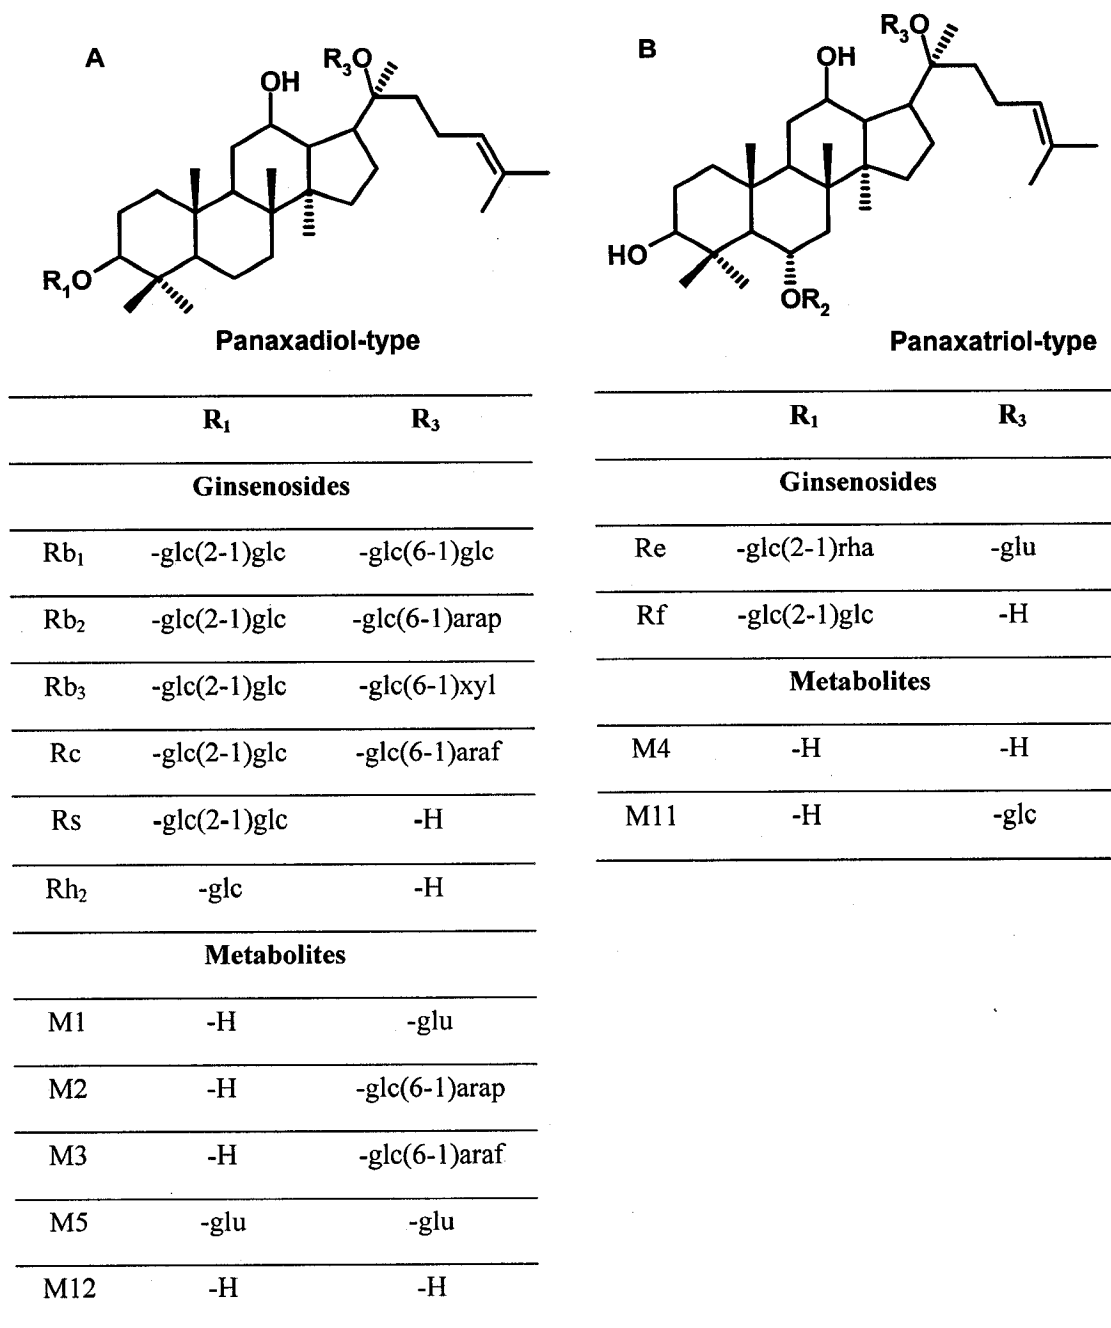 A
R3O
OH
R1O
Panaxadiol-type
R1 R3
Ginsenosides
Rb1 -glc(2-1)glc -glc(6-1)glc
Rb2 -glc(2-1)glc -glc(6-1)arap
Rb3 -glc(2-1)glc -glc(6-1)xyl
Rc -glc(2-1)glc -glc(6-1)araf
Rs -glc(2-1)glc -H
Rh2 -glc -H
Metabolites
M1 -H -glu
M2 -H -glc(6-1)arap
M3 -H -glc(6-1)araf
M5 -glu -glu
M12 -H -H
B
R3O
OH
HO
OR2
Panaxatriol-type
R1 R3
Ginsenosides
Re -glc(2-1)rha -glu
Rf -glc(2-1)glc -H
Metabolites
M4 -H -H
M11 -H -glc